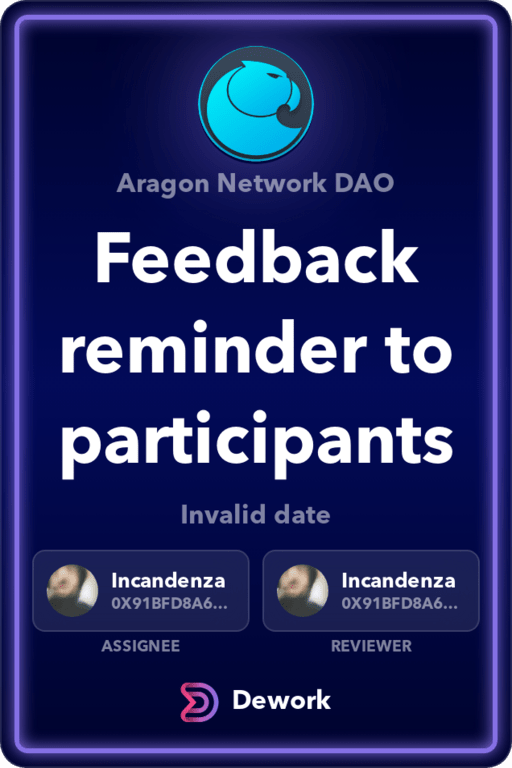 Aragon Network DAO
Feedback
reminder to
participants
Invalid date
Incandenza
0X91BFD8A6...
Incandenza
0X91BFD8A6...
ASSIGNEE
REVIEWER
Dework